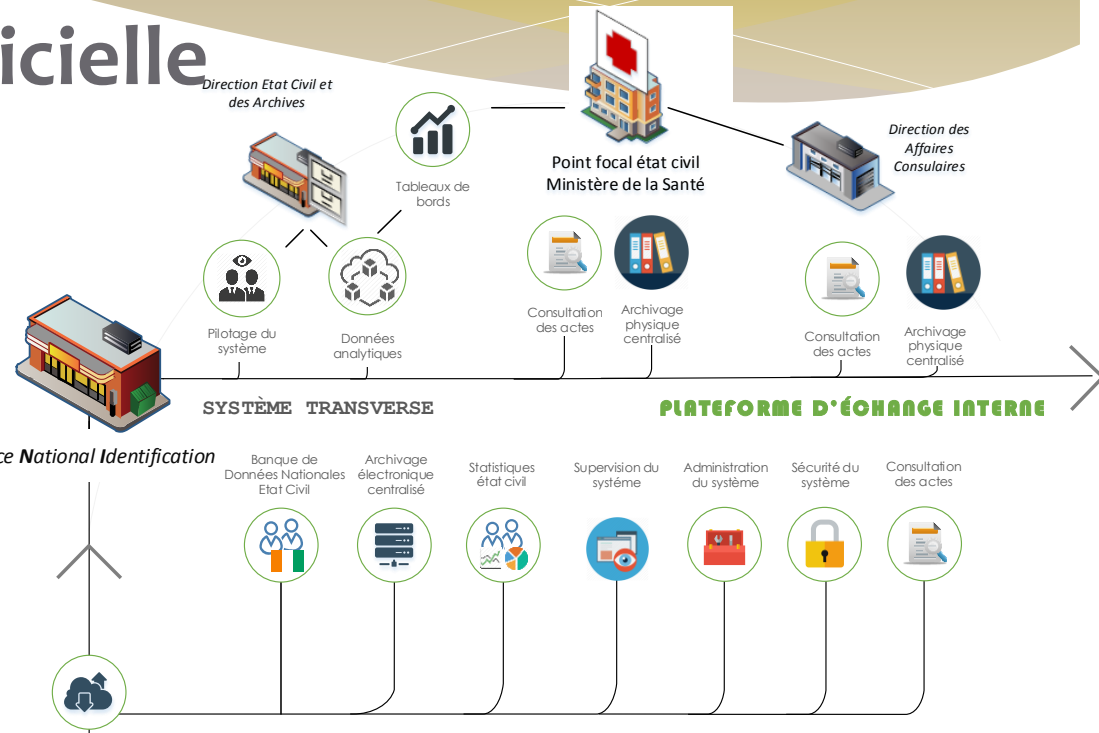 icielle
Direction Etat Civil et
des Archives
Tableaux de
bords
Point focal état civil
Ministère de la Santé
Direction des
Affaires
Consulaires
Pilotage du
système
Données
analytiques
Consultation
des actes
Archivage
physique
centralisé
Consultation
des actes
Archivage
physique
centralisé
SYSTÈME TRANSVERSE
PLATEFORME D'ÉCHANGE INTERNE
ce National Identification
Banque de
Données Nationales
Etat Civil
Archivage
électronique
centralisé
Statistiques
état civil
Supervision du
systéme
Administration
du système
Sécurité du
système
Consultation
des actes